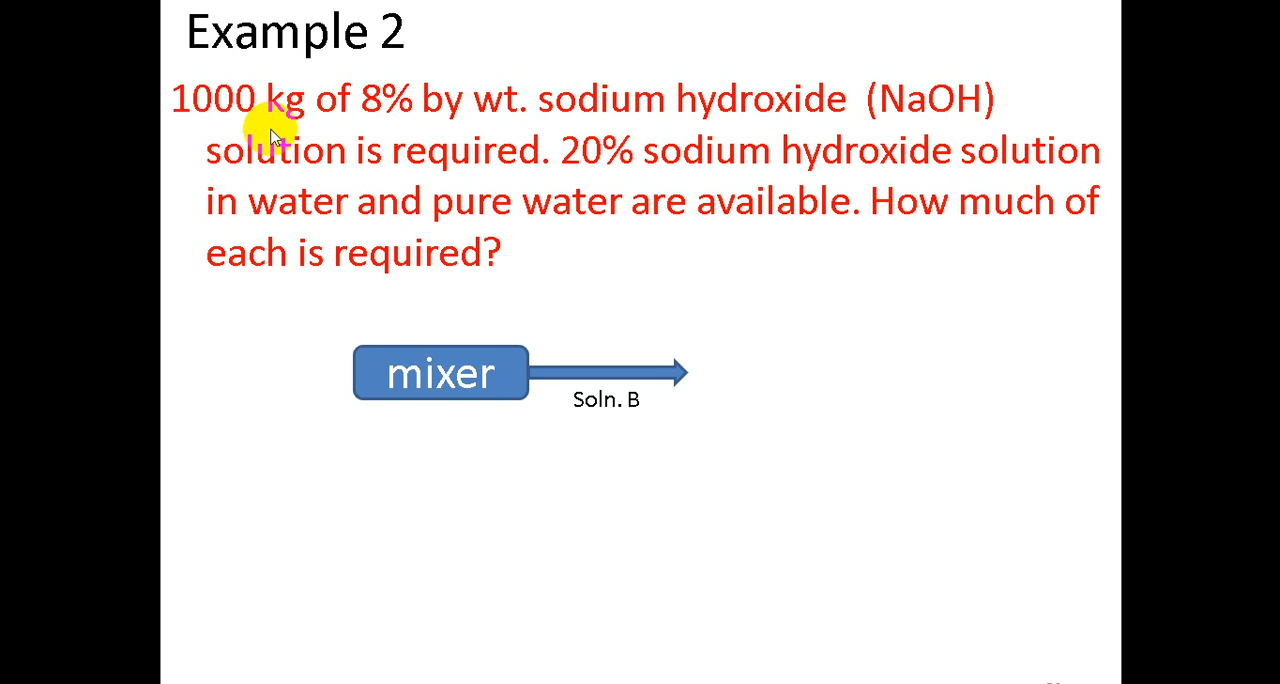 Example 2
1000 kg of 8% by wt. sodium hydroxide (NaOH)
solution is required. 20% sodium hydroxide solution
in water and pure water are available. How much of
each is required?
mixer
Soln. B